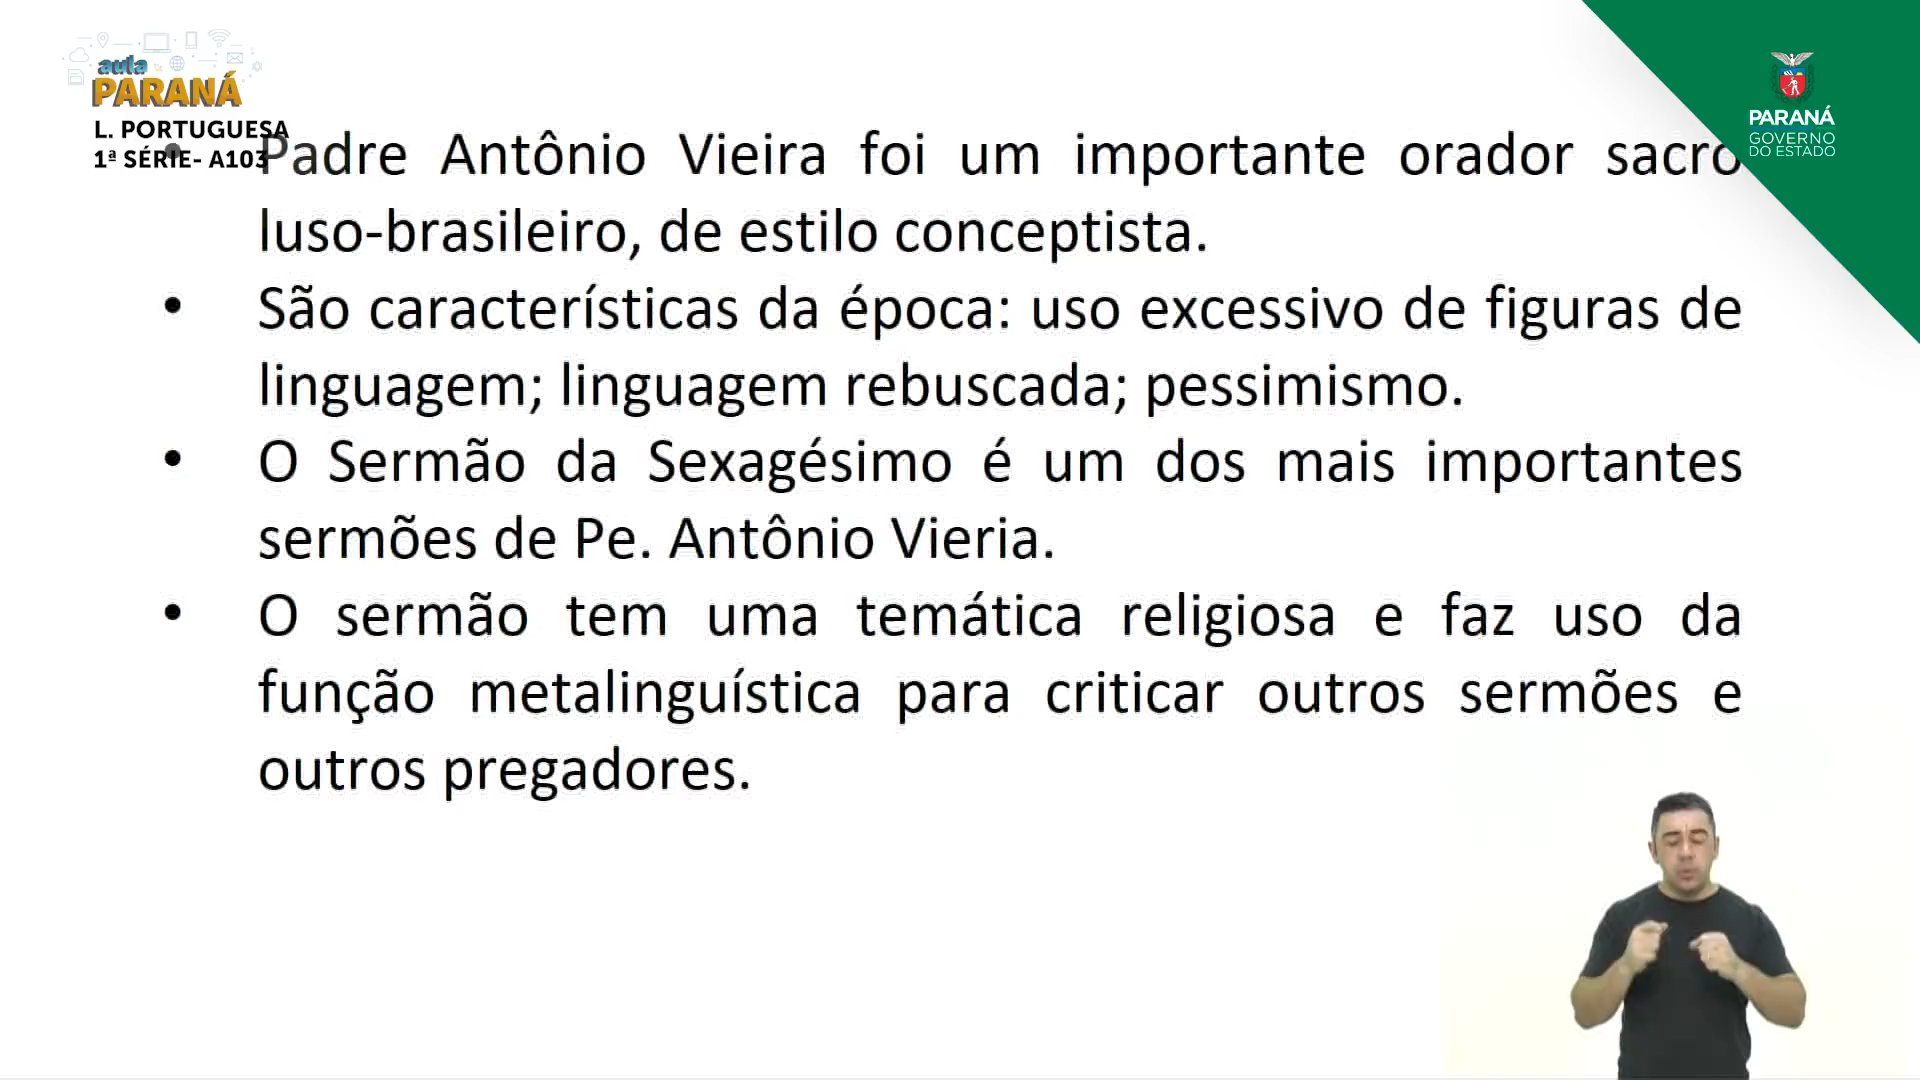 aula
PARANÁ
L. PORTUGUESA
1ª SÉRIE- A103
PARANÁ
GOVERNO
DO ESTADO
• Padre Antônio Vieira foi um importante orador sacro
luso-brasileiro, de estilo conceptista.
• São características da época: uso excessivo de figuras de
linguagem; linguagem rebuscada; pessimismo.
• O Sermão da Sexagésimo é um dos mais importantes
sermões de Pe. Antônio Vieria.
• O sermão tem uma temática religiosa e faz uso da
função metalinguística para criticar outros sermões e
outros pregadores.